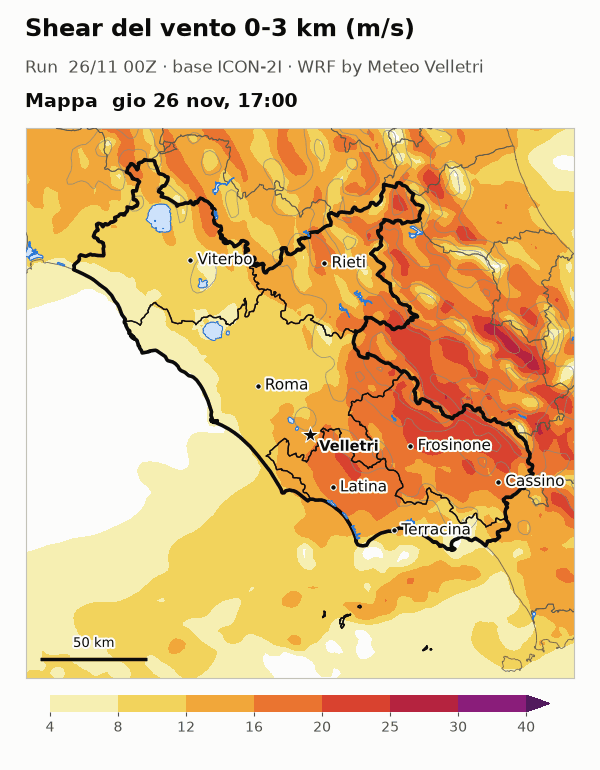 Shear del vento 0-3 km (m/s)
Run  26/11 00Z · base ICON-2I · WRF by Meteo Velletri
Mappa  gio 26 nov, 17:00
Viterbo
Rieti
Roma
Velletri
Frosinone
Latina
Cassino
Terracina
50 km
4 8 12 16 20 25 30 40